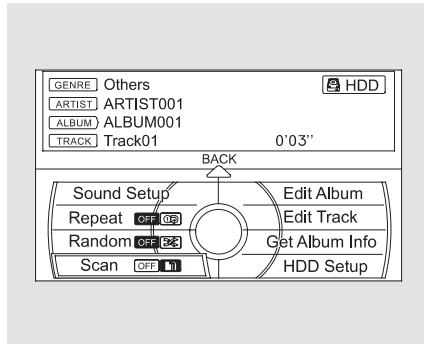 GENRE Others HDD
ARTIST ARTIST001
ALBUM ALBUM001
TRACK Track01 0'03''
BACK
Sound Setup Edit Album
Repeat OFF Edit Track
Random OFF Get Album Info
Scan OFF HDD Setup